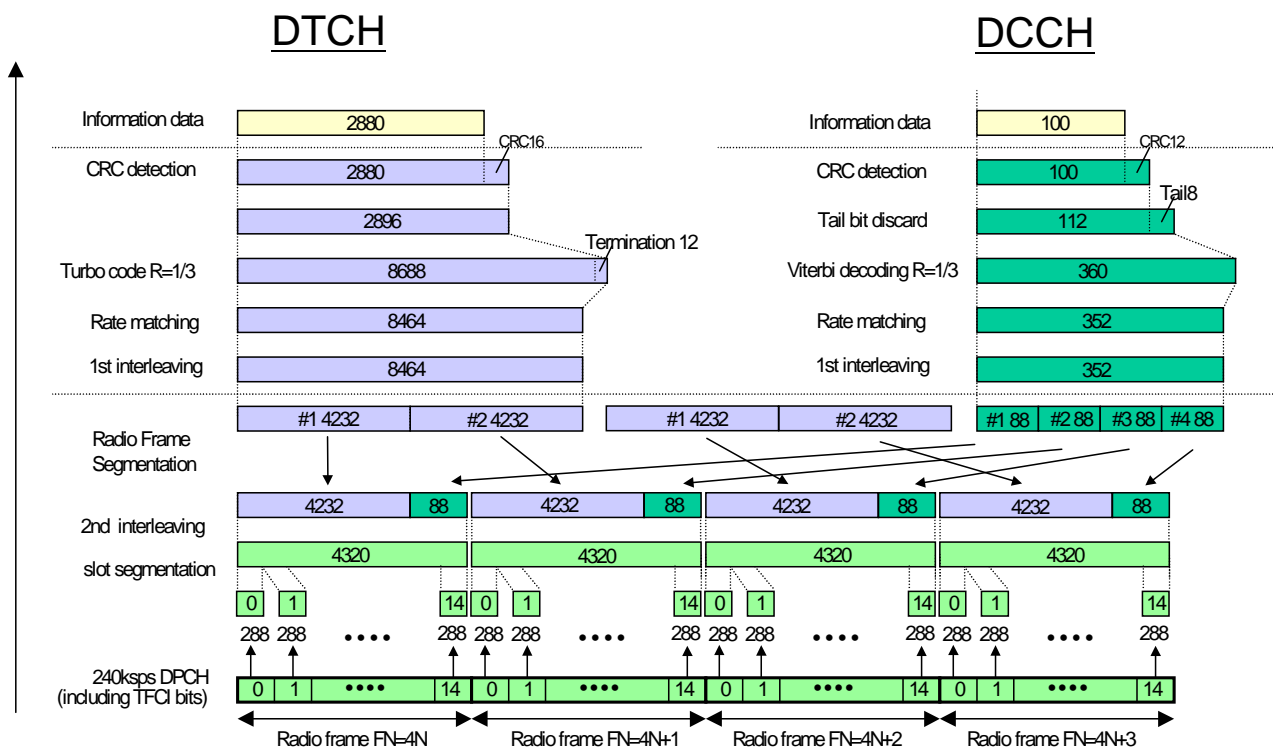 DTCH DCCH
Information data 2880 Information data 100
CRC16 CRC12
CRC detection 2880 CRC detection 100
2896 Tail bit discard 112 Tail8
Termination 12
Turbo code R=1/3 8688 Viterbi decoding R=1/3 360
Rate matching 8464 Rate matching 352
1st interleaving 8464 1st interleaving 352
#1 4232 #2 4232 #1 4232 #2 4232 #1 88 #2 88 #3 88 #4 88
Radio Frame
Segmentation
4232 88 4232 88 4232 88 4232 88
2nd interleaving
4320 4320 4320 4320
slot segmentation
0 1 14 0 1 14 0 1 14 0 1 14
288 288 •••• 288 288 288 •••• 288 288 288 •••• 288 288 288 •••• 288
240ksps DPCH
(including TFCI bits)
0 1 •••• 14 0 1 •••• 14 0 1 •••• 14 0 1 •••• 14
Radio frame FN=4N Radio frame FN=4N+1 Radio frame FN=4N+2 Radio frame FN=4N+3